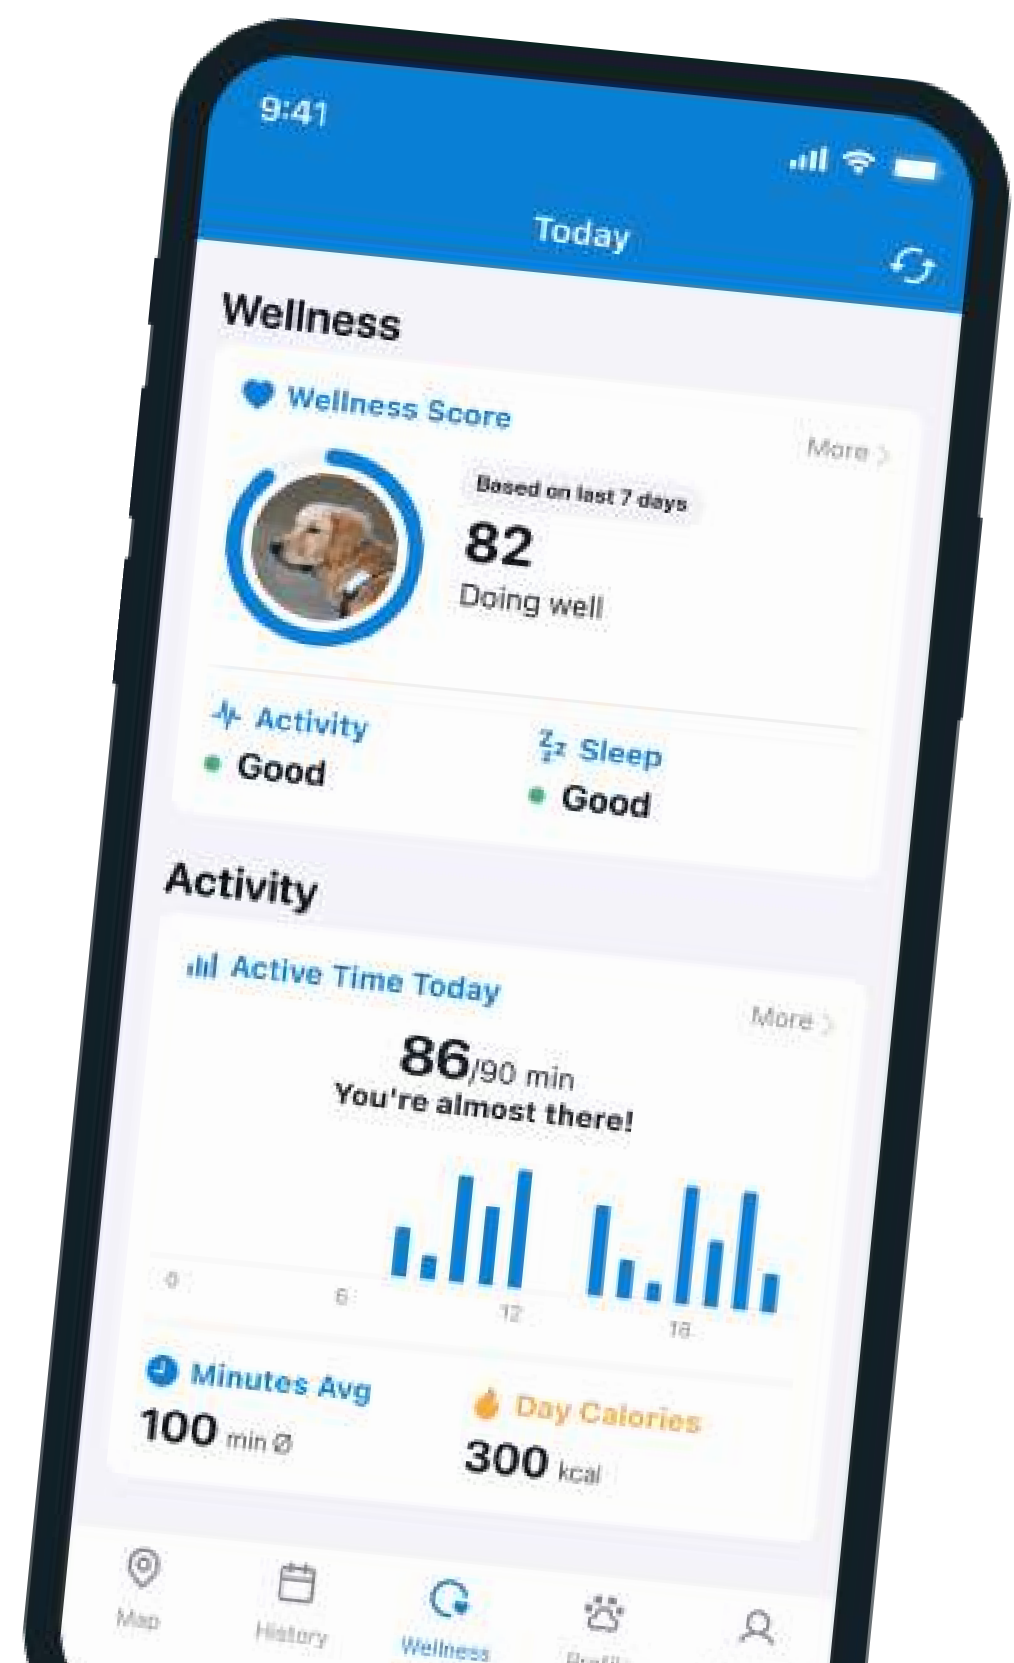 9:41
Today
Wellness
Wellness Score
More
Based on last 7 days
82
Doing well
Activity
Sleep
Good
Good
Activity
Active Time Today
More
86/90 min
You're almost there!
0 6 12 18
Minutes Avg
Day Calories
100 min Ø
300 kcal
Map
History
Wellness